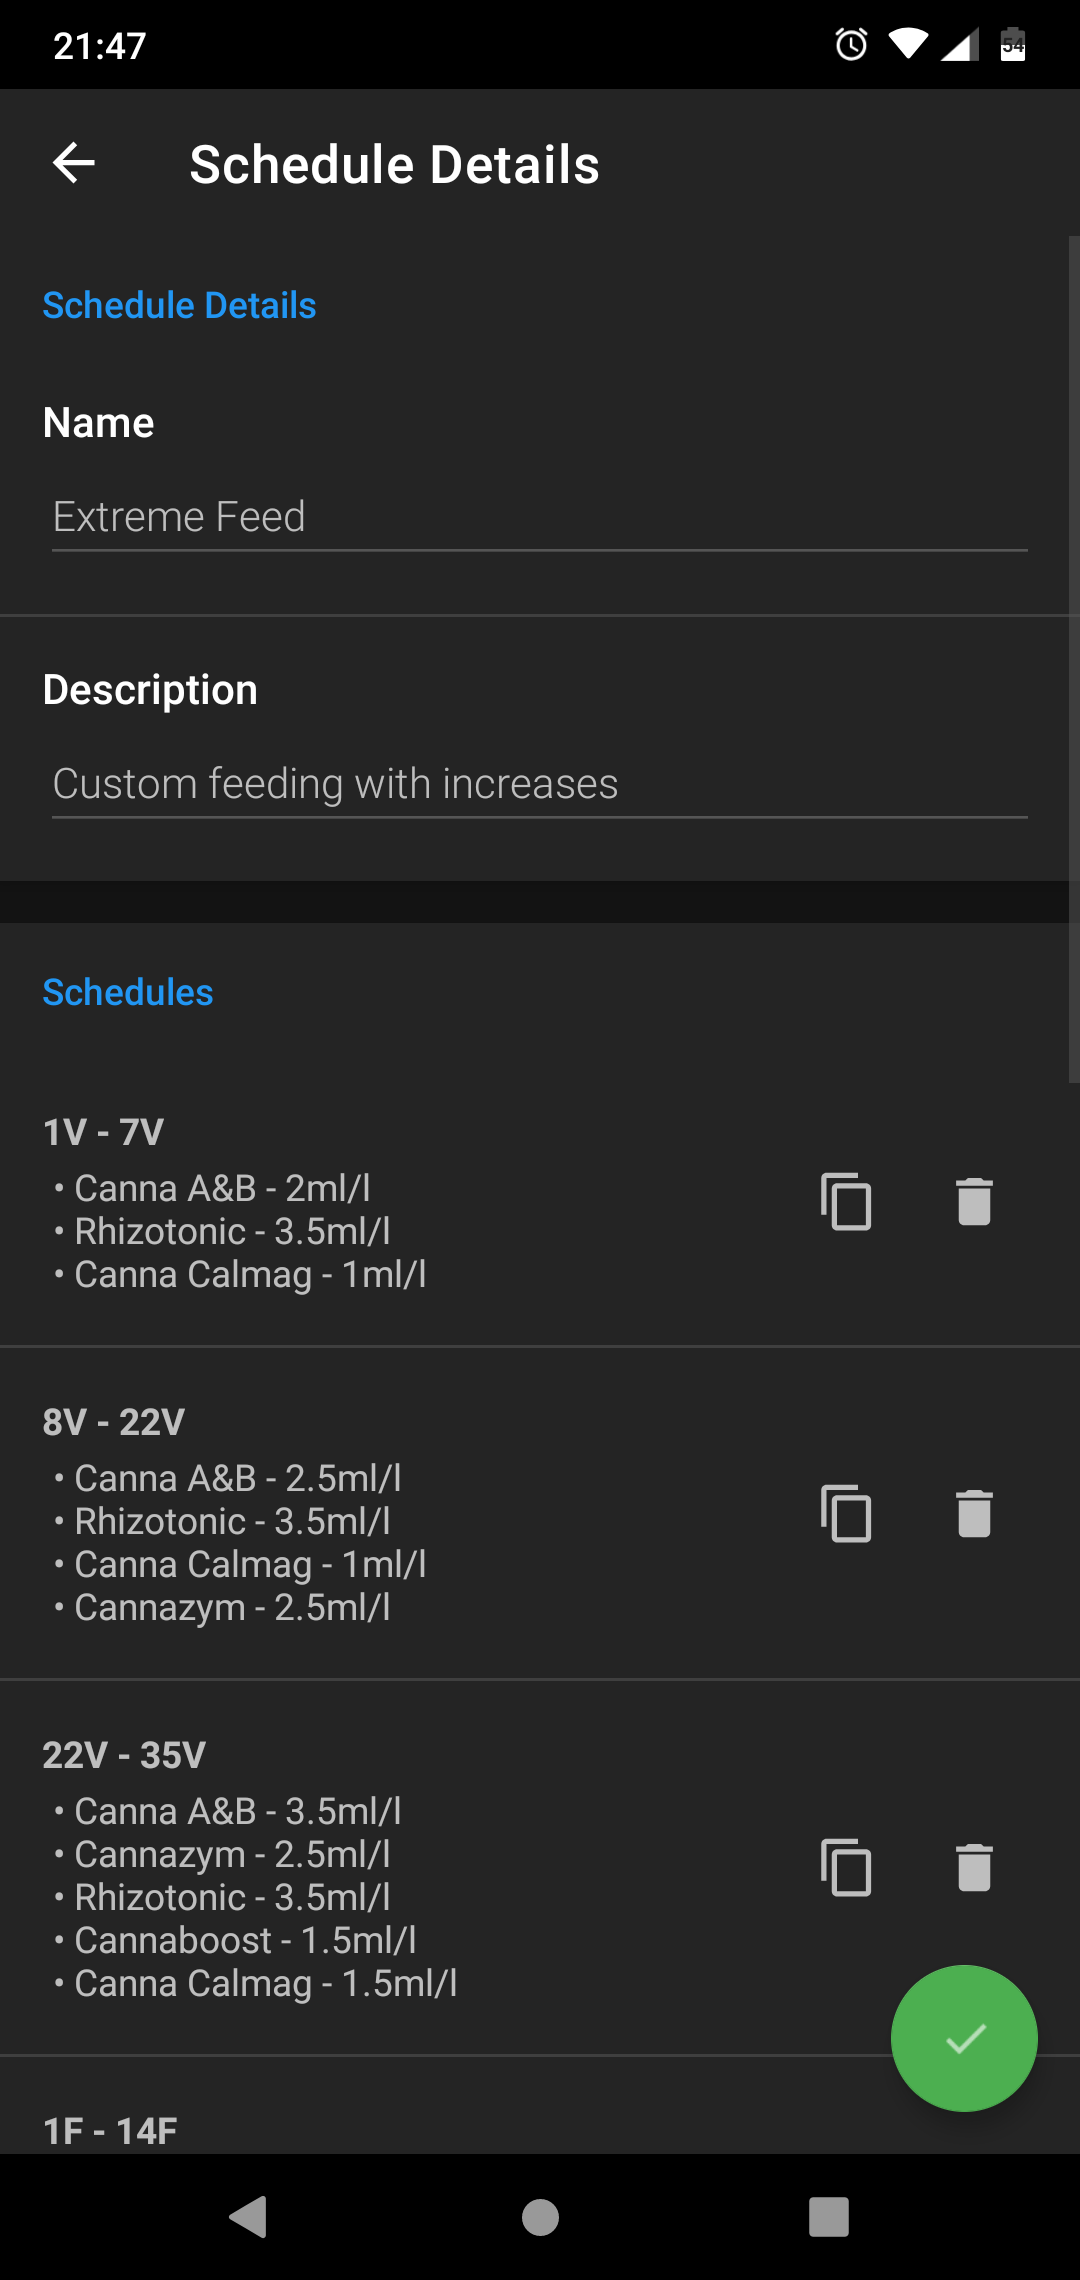 21:47
54
Schedule Details
Schedule Details
Name
Extreme Feed
Description
Custom feeding with increases
Schedules
1V - 7V
• Canna A&B - 2ml/l
• Rhizotonic - 3.5ml/l
• Canna Calmag - 1ml/l
8V - 22V
• Canna A&B - 2.5ml/l
• Rhizotonic - 3.5ml/l
• Canna Calmag - 1ml/l
• Cannazym - 2.5ml/l
22V - 35V
• Canna A&B - 3.5ml/l
• Cannazym - 2.5ml/l
• Rhizotonic - 3.5ml/l
• Cannaboost - 1.5ml/l
• Canna Calmag - 1.5ml/l
1F - 14F